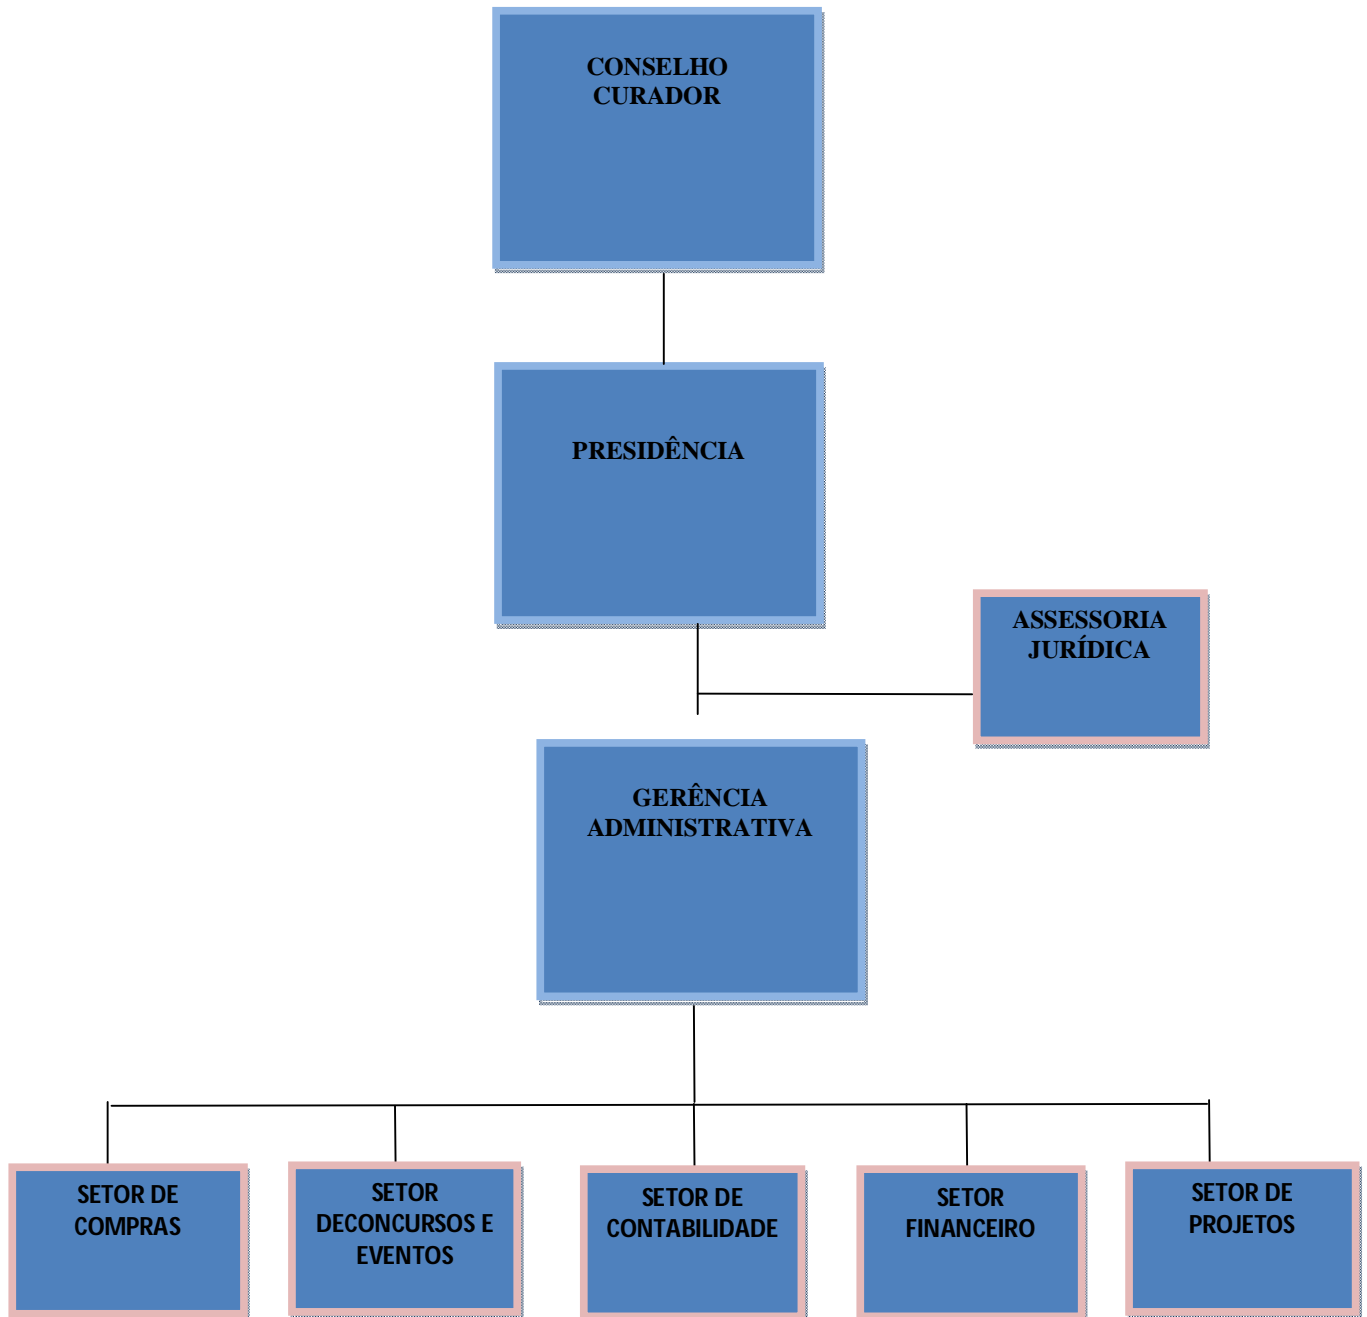 CONSELHO
CURADOR
PRESIDÊNCIA
ASSESSORIA
JURÍDICA
GERÊNCIA
ADMINISTRATIVA
SETOR DE
COMPRAS
SETOR
DECONCURSOS E
EVENTOS
SETOR DE
CONTABILIDADE
SETOR
FINANCEIRO
SETOR DE
PROJETOS